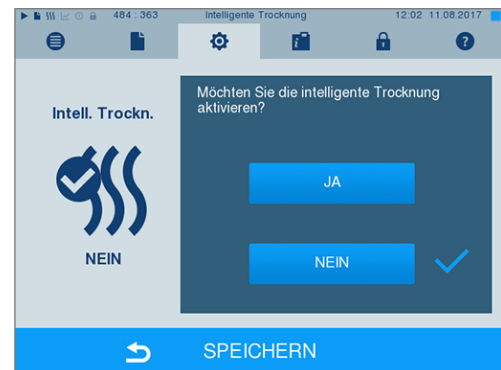 484 : 363 Intelligente Trocknung 12:02 11.08.2017
Intell. Trockn.
NEIN
Möchten Sie die intelligente Trocknung
aktivieren?
JA
NEIN
SPEICHERN